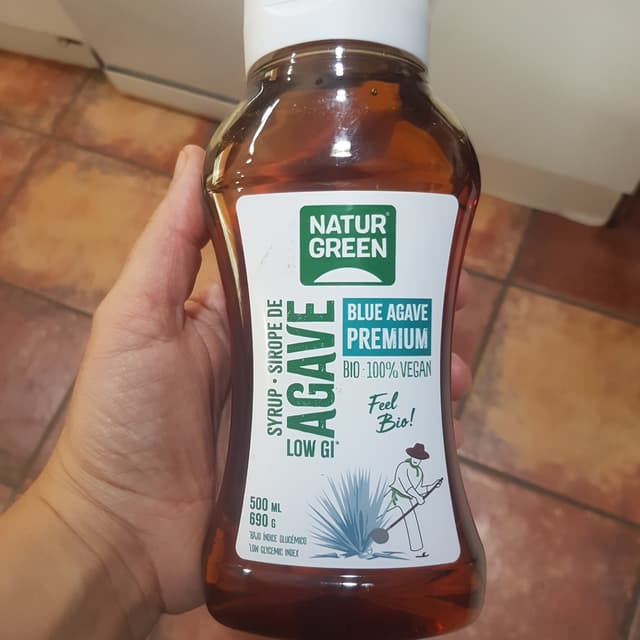 NATUR
GREEN®
SYRUP • SIROPE DE
AGAVE
LOW GI*
BLUE AGAVE
PREMIUM
BIO-100% VEGAN
Feel
Bio!
500 ML
690 G
*BAJO ÍNDICE GLUCÉMICO
*LOW GLYCEMIC INDEX